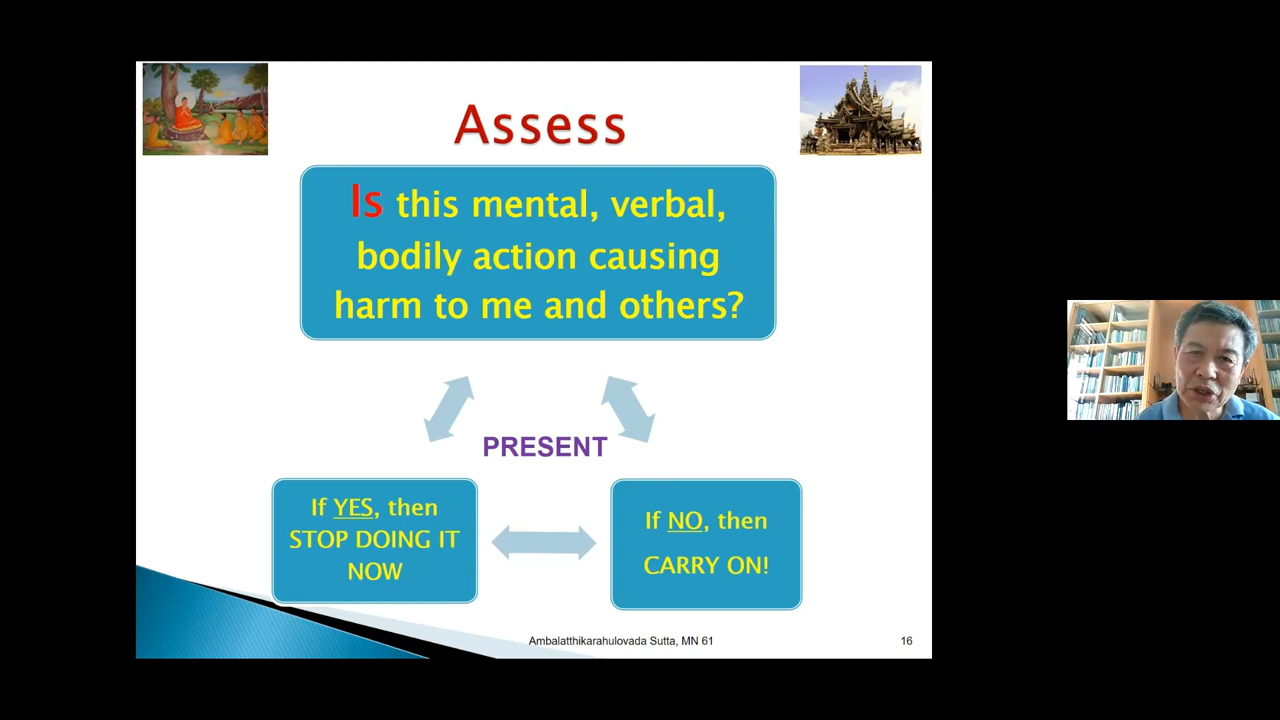 Assess
Is this mental, verbal,
bodily action causing
harm to me and others?
PRESENT
If YES, then
STOP DOING IT
NOW
If NO, then
CARRY ON!
Ambalatthikarahulovada Sutta, MN 61
16